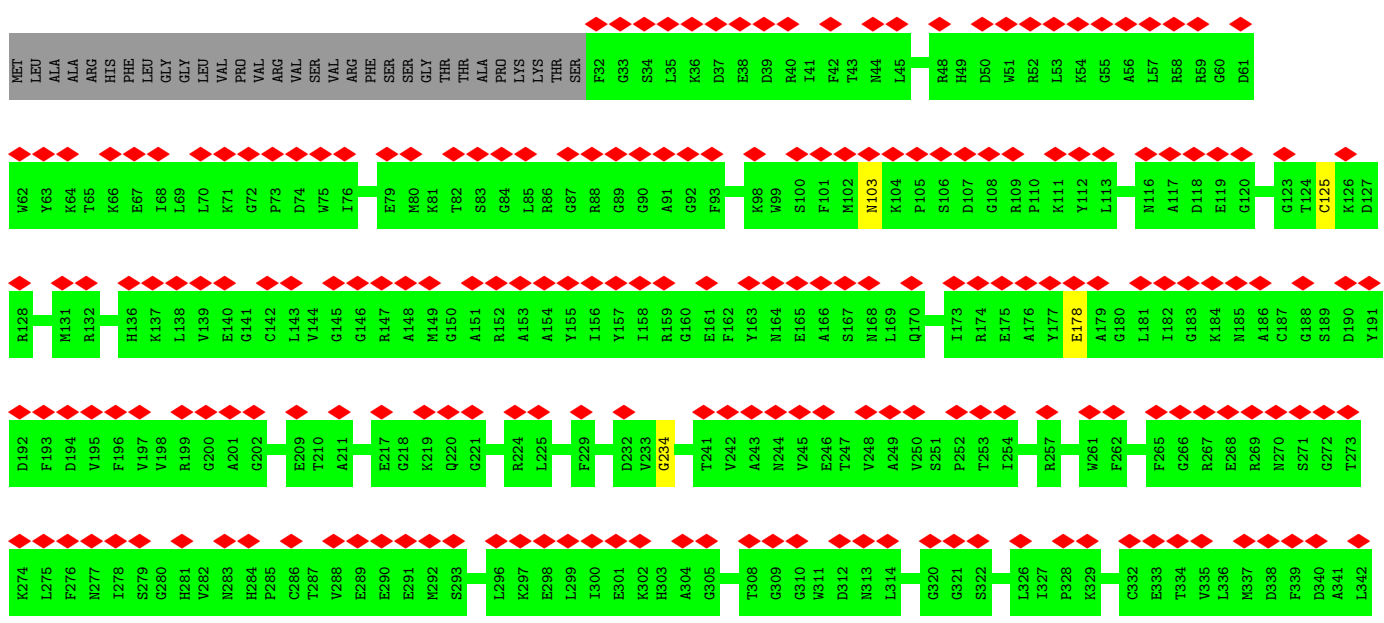 MET LEU ALA ALA ARG HIS PHE LEU GLY GLY LEU VAL PRO VAL ARG VAL SER VAL ARG PHE SER SER GLY THR THR ALA PRO LYS LYS THR SER F32 G33 S34 L35 K36 D37 E38 D39 R40 I41 F42 T43 N44 L45 R48 H49 D50 W51 R52 L53 K54 G55 A56 L57 R58 R59 G60 D61
W62 Y63 K64 T65 K66 E67 I68 L69 L70 K71 G72 P73 D74 W75 I76 E79 M80 K81 T82 S83 G84 L85 R86 G87 R88 G89 G90 A91 G92 F93 K98 W99 S100 F101 M102 N103 K104 P105 S106 D107 G108 R109 P110 K111 Y112 L113 N116 A117 D118 E119 G120 G123 T124 C125 K126 D127
R128 M131 R132 H136 K137 L138 V139 E140 G141 C142 L143 V144 G145 G146 R147 A148 M149 G150 A151 R152 A153 A154 Y155 I156 Y157 I158 R159 G160 E161 F162 Y163 N164 E165 A166 S167 N168 L169 Q170 I173 R174 E175 A176 Y177 E178 A179 G180 L181 I182 G183 K184 N185 A186 C187 G188 S189 D190 Y191
D192 F193 D194 V195 F196 V197 V198 R199 G200 A201 G202 E209 T210 A211 E217 G218 K219 Q220 G221 R224 L225 F229 D232 V233 G234 T241 V242 A243 N244 V245 E246 T247 V248 A249 V250 S251 P252 T253 I254 R257 W261 F262 F265 G266 R267 E268 R269 N270 S271 G272 T273
K274 L275 F276 N277 I278 S279 G280 H281 V282 N283 H284 P285 C286 T287 V288 E289 E290 E291 M292 S293 L296 K297 E298 L299 I300 E301 K302 H303 A304 G305 T308 G309 G310 W311 D312 N313 L314 G320 G321 S322 L326 I327 P328 K329 C332 E333 T334 V335 L336 M337 D338 F339 D340 A341 L342